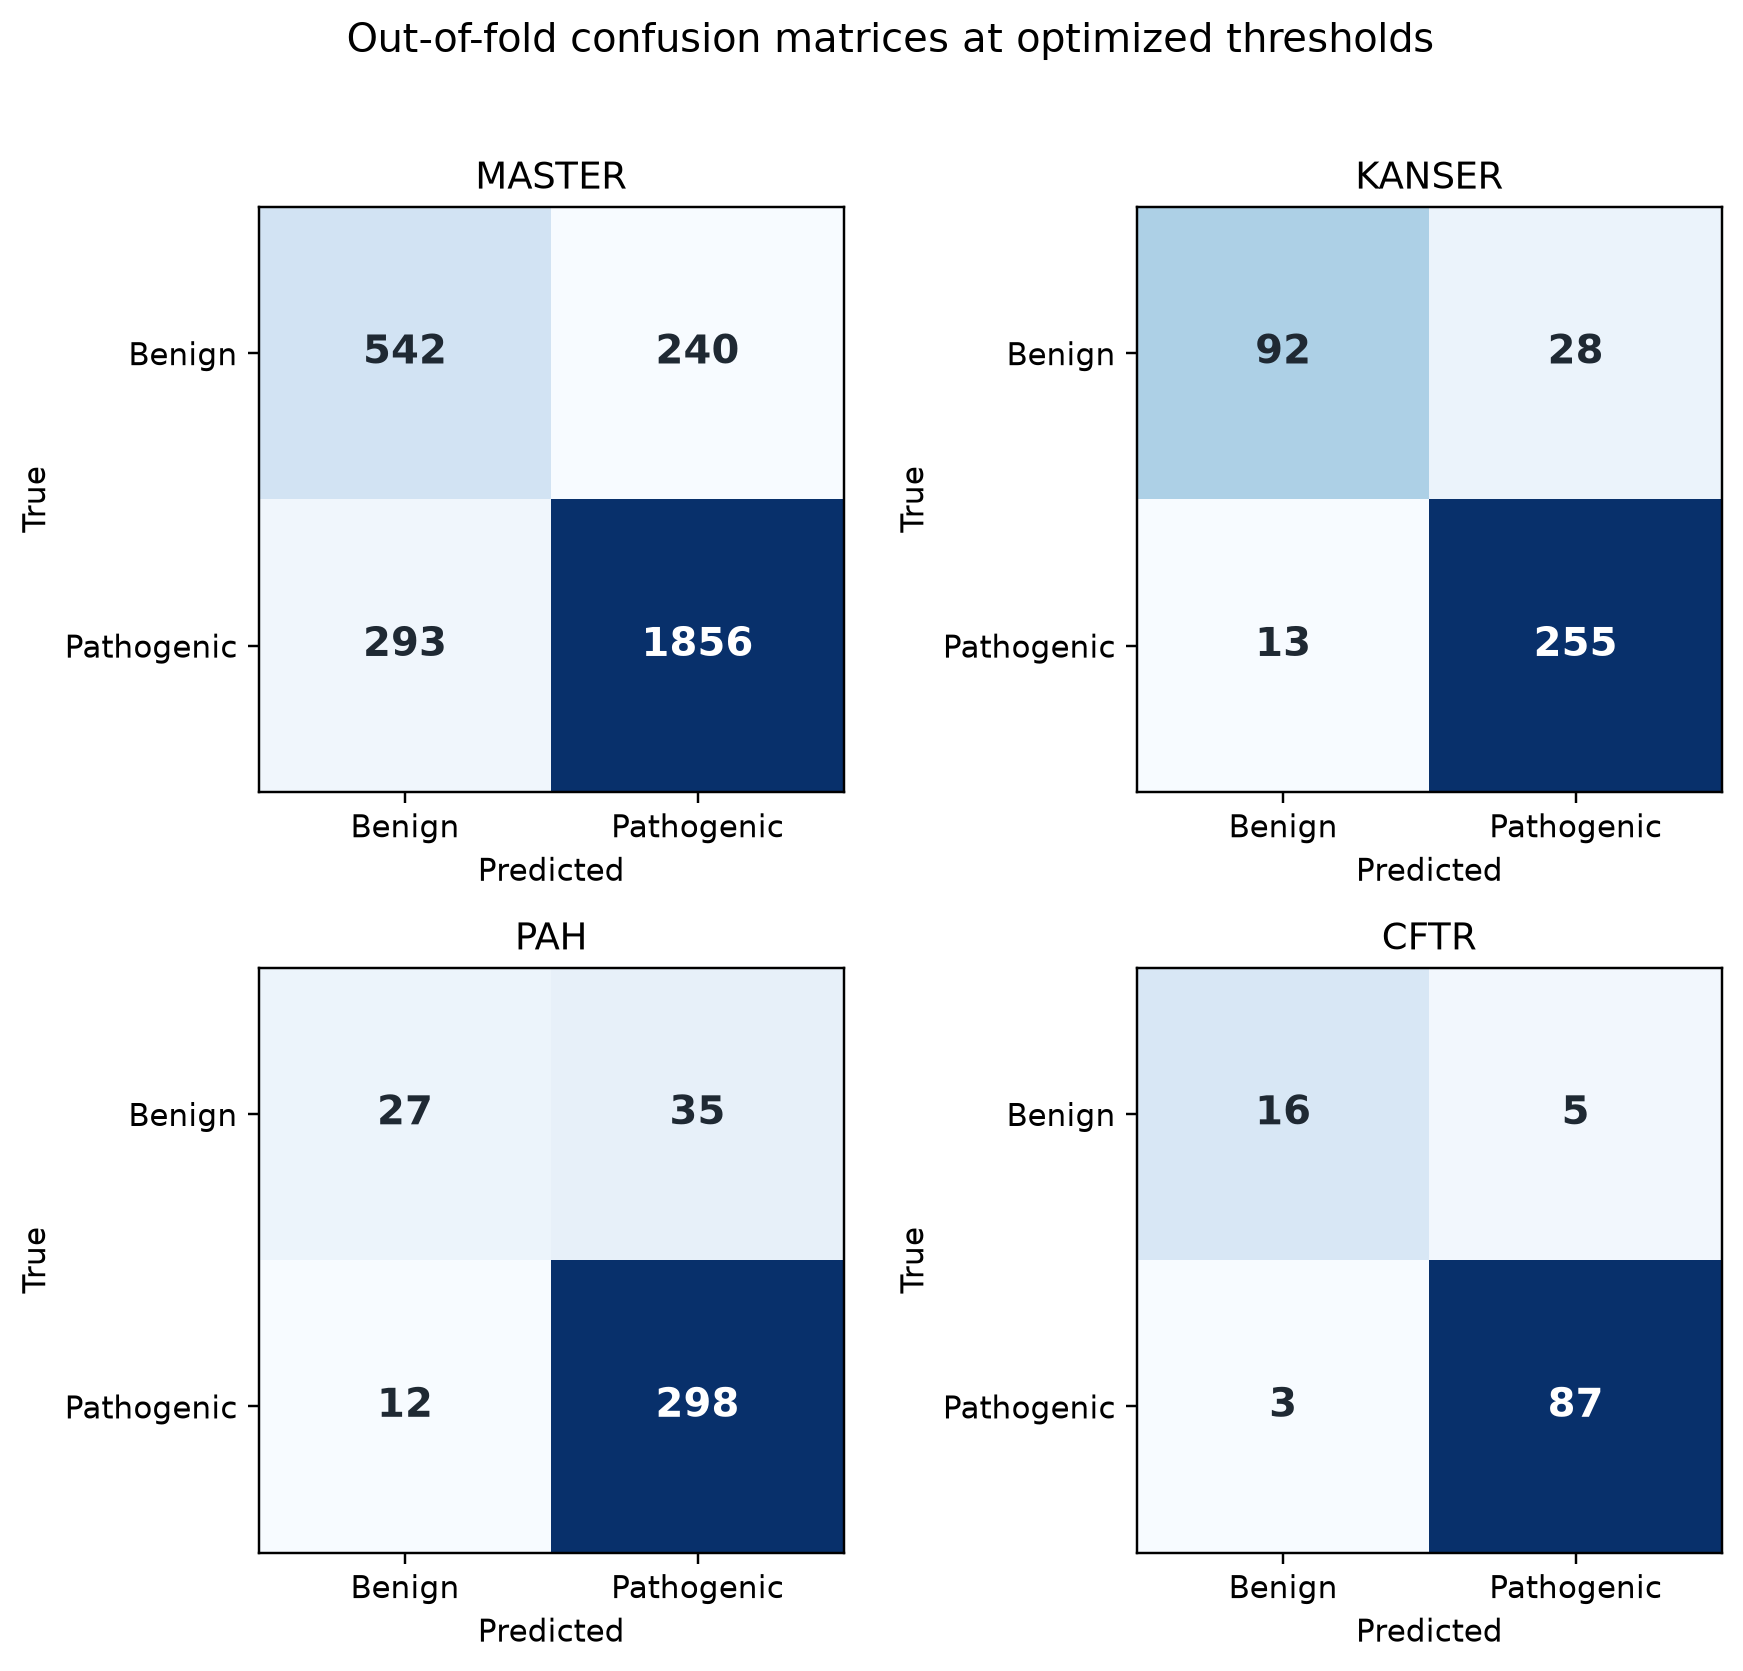 Out-of-fold confusion matrices at optimized thresholds
MASTER
Benign
542
240
True
Pathogenic
293
1856
Benign
Pathogenic
Predicted
KANSER
Benign
92
28
True
Pathogenic
13
255
Benign
Pathogenic
Predicted
PAH
Benign
27
35
True
Pathogenic
12
298
Benign
Pathogenic
Predicted
CFTR
Benign
16
5
True
Pathogenic
3
87
Benign
Pathogenic
Predicted